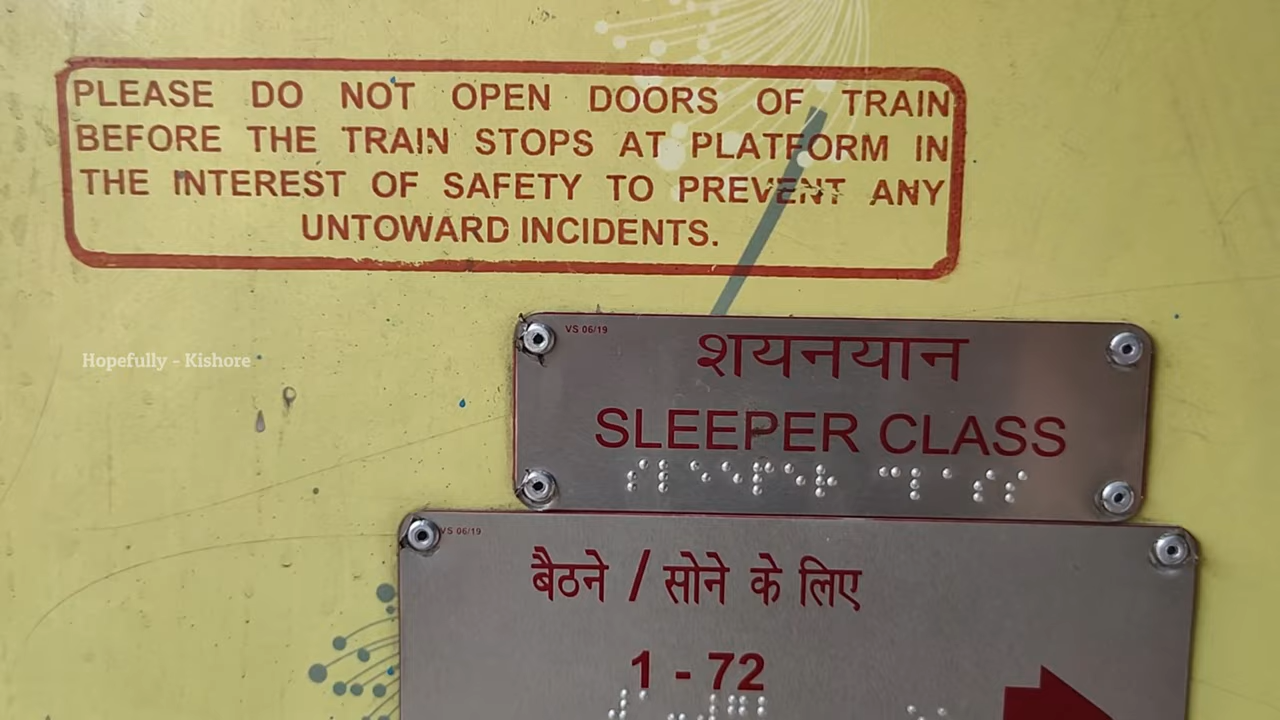 PLEASE DO NOT OPEN DOORS OF TRAIN
BEFORE THE TRAIN STOPS AT PLATFORM IN
THE INTEREST OF SAFETY TO PREVENT ANY
UNTOWARD INCIDENTS.
VS 06/19
शयनयान
Hopefully - Kishore
SLEEPER CLASS
VS 06/19
बैठने / सोने के लिए
1 - 72